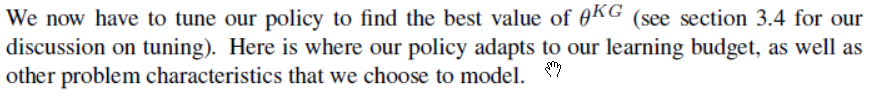 We now have to tune our policy to find the best value of θ^{KG} (see section 3.4 for our
discussion on tuning). Here is where our policy adapts to our learning budget, as well as
other problem characteristics that we choose to model.